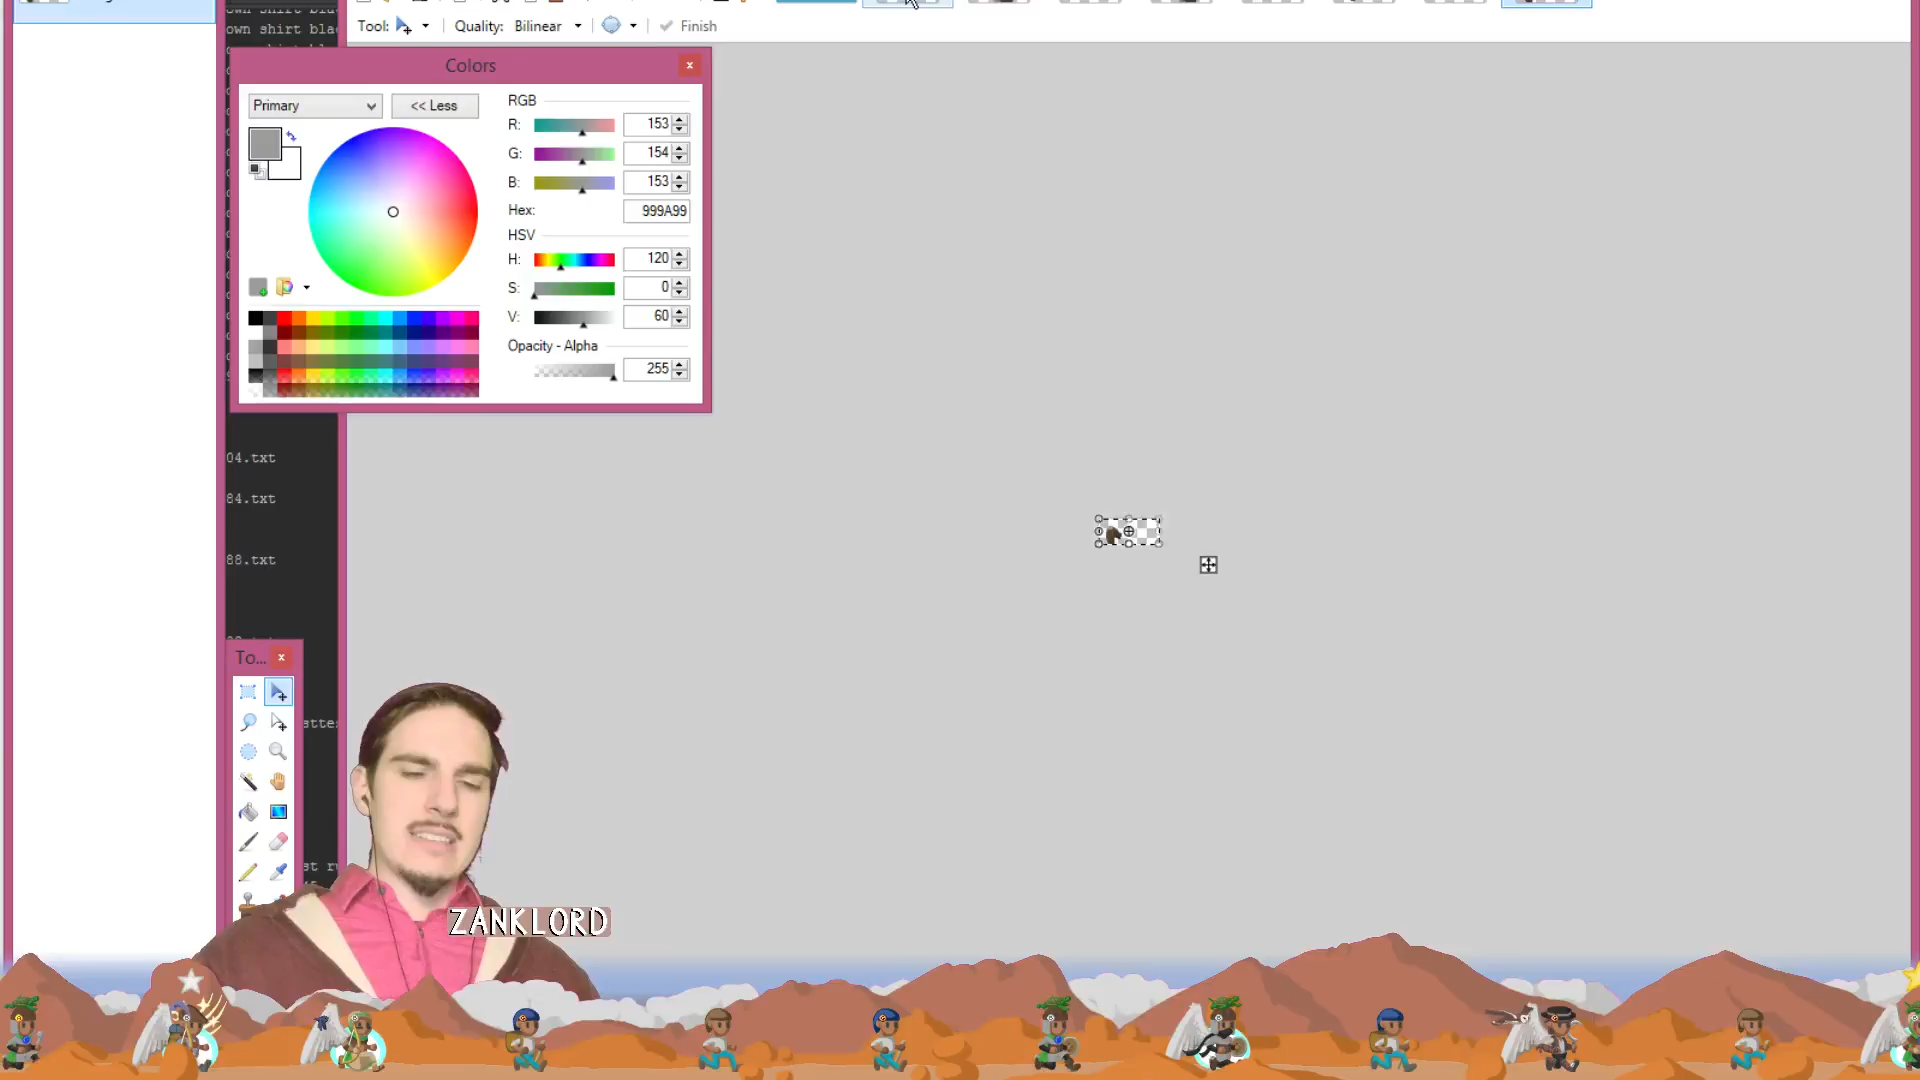 own shirt bla
Tool:
Quality: Bilinear
Finish
Colors
Primary
<< Less
RGB
R: 153
G: 154
B: 153
Hex: 999A99
HSV
H: 120
S: 0
V: 60
Opacity - Alpha
255
04.txt
84.txt
88.txt
To...
ZANKLORD